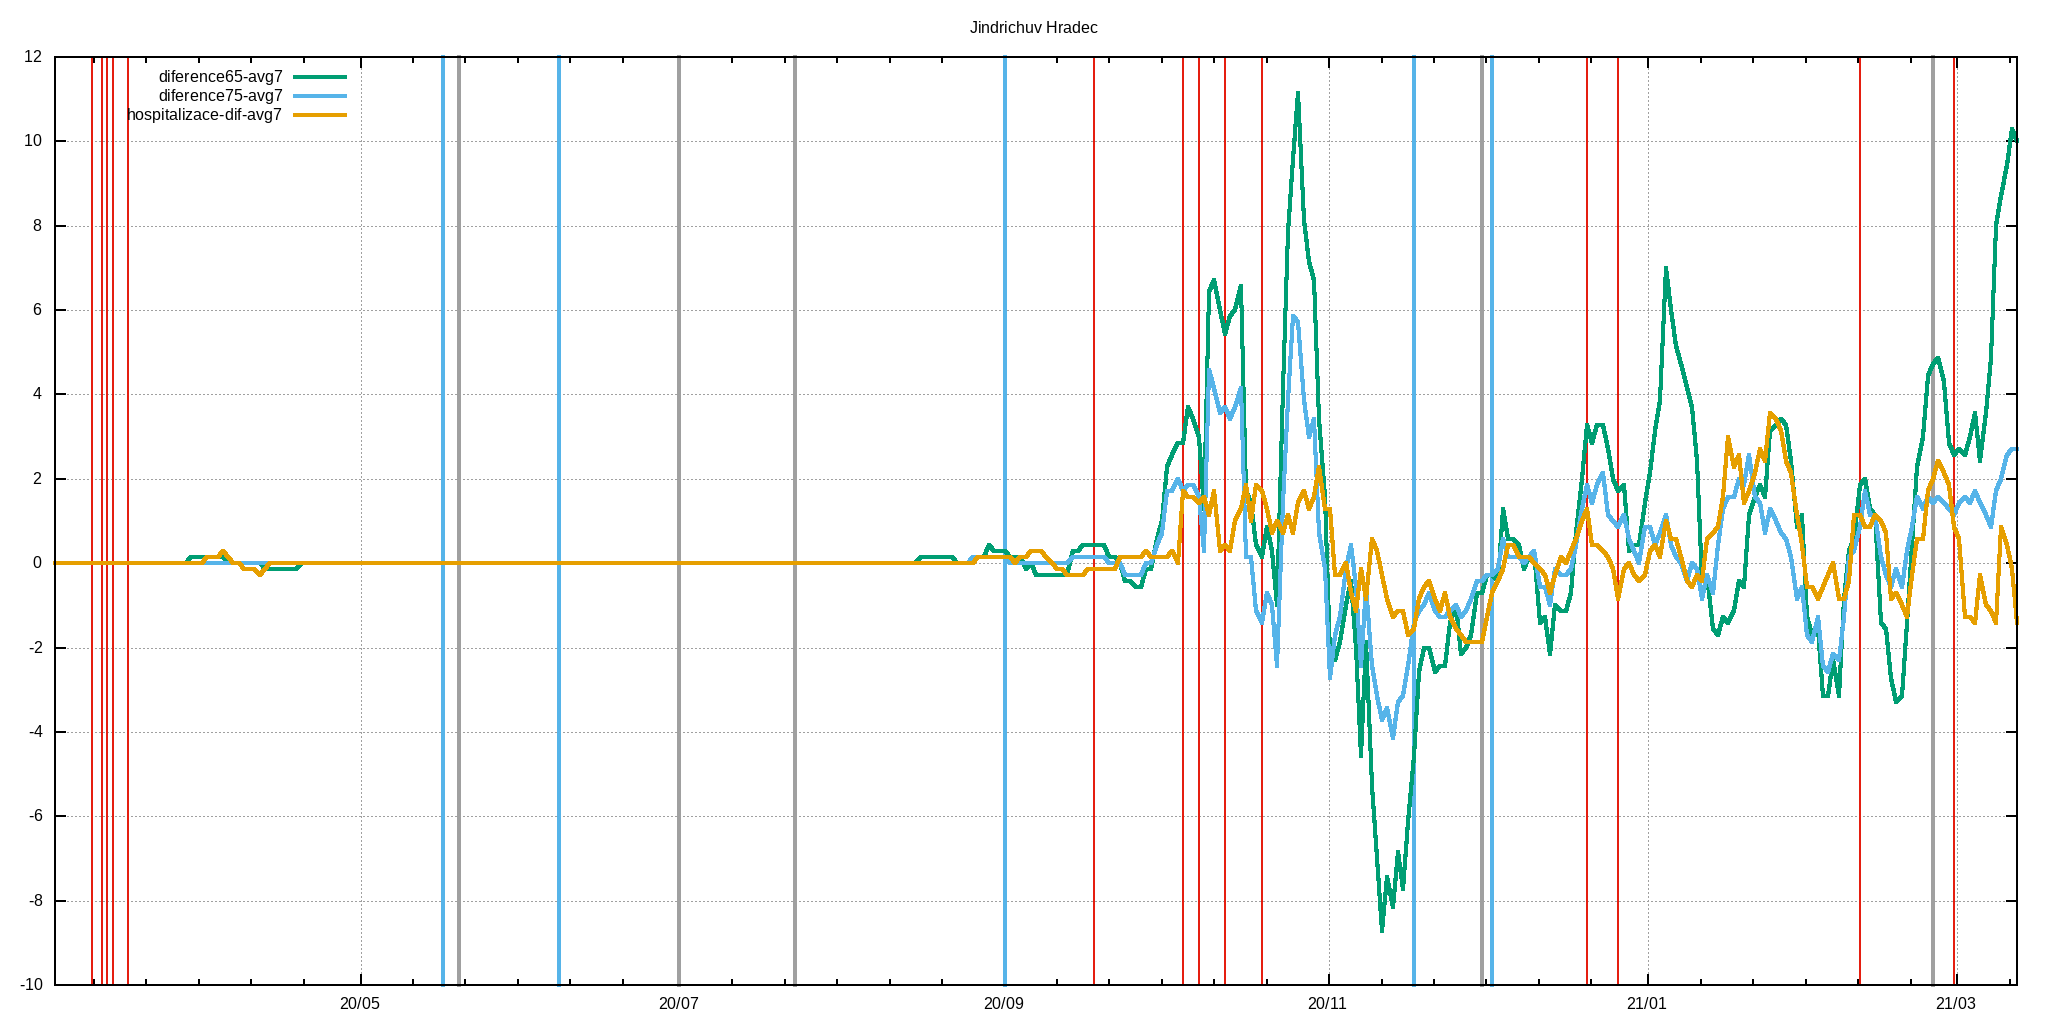 Jindrichuv Hradec
diference65-avg7
diference75-avg7
hospitalizace-dif-avg7
12
10
8
6
4
2
0
-2
-4
-6
-8
-10
20/05 20/07 20/09 20/11 21/01 21/03